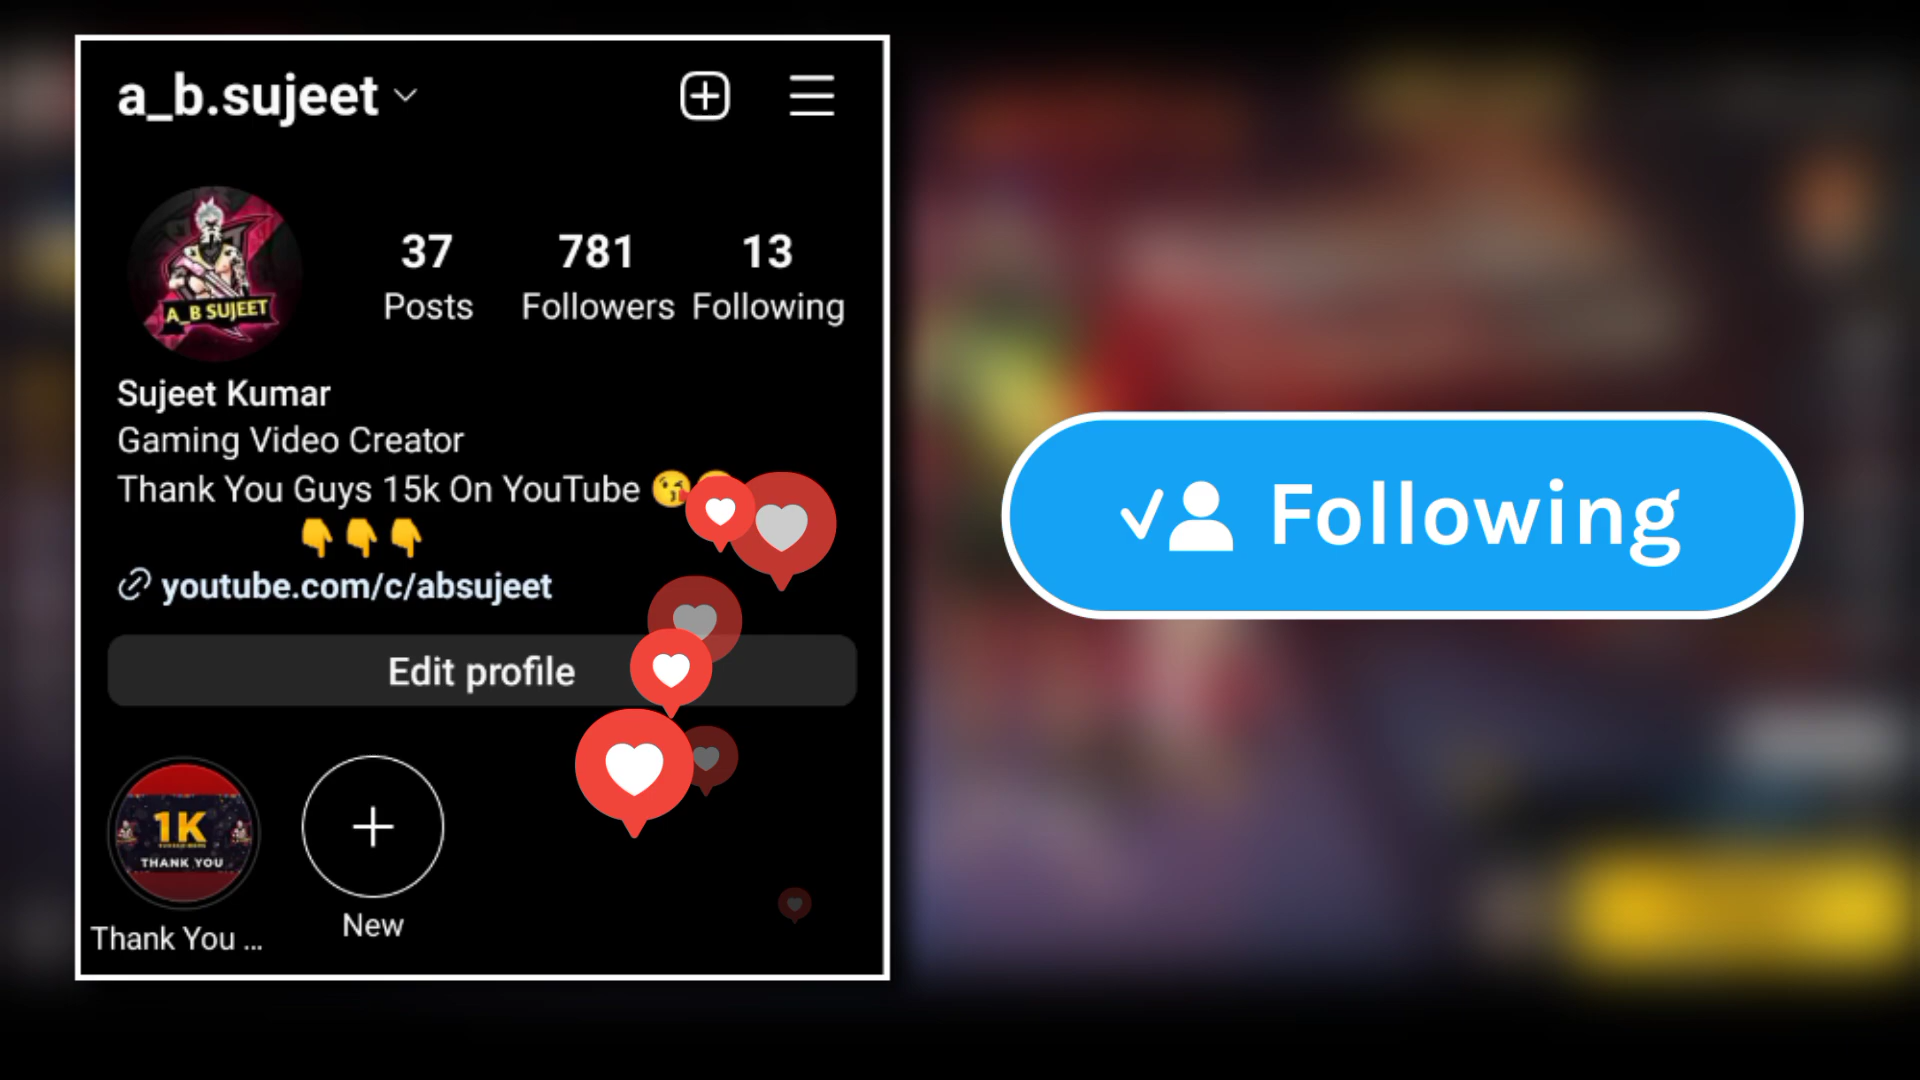 a_b.sujeet
A_B SUJEET
37 781 13
Posts Followers Following
Sujeet Kumar
Gaming Video Creator
Thank You Guys 15k On YouTube 😘
👇👇👇
youtube.com/c/absujeet
Edit profile
1K
THANK YOU
Thank You ...
New
Following